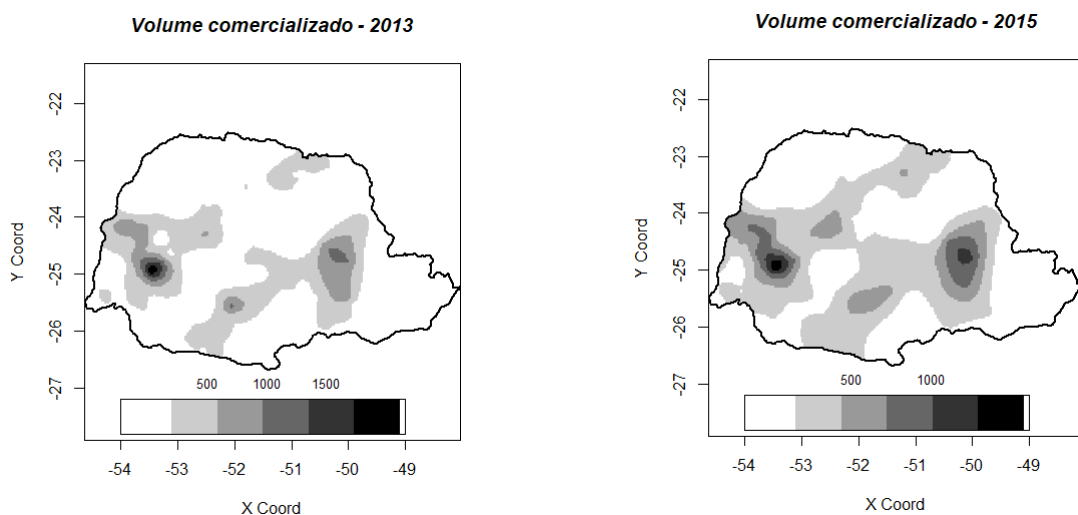 Volume comercializado - 2013
Y Coord
-22
-23
-24
-25
-26
-27
500 1000 1500
-54 -53 -52 -51 -50 -49
X Coord
Volume comercializado - 2015
Y Coord
-22
-23
-24
-25
-26
-27
500 1000
-54 -53 -52 -51 -50 -49
X Coord